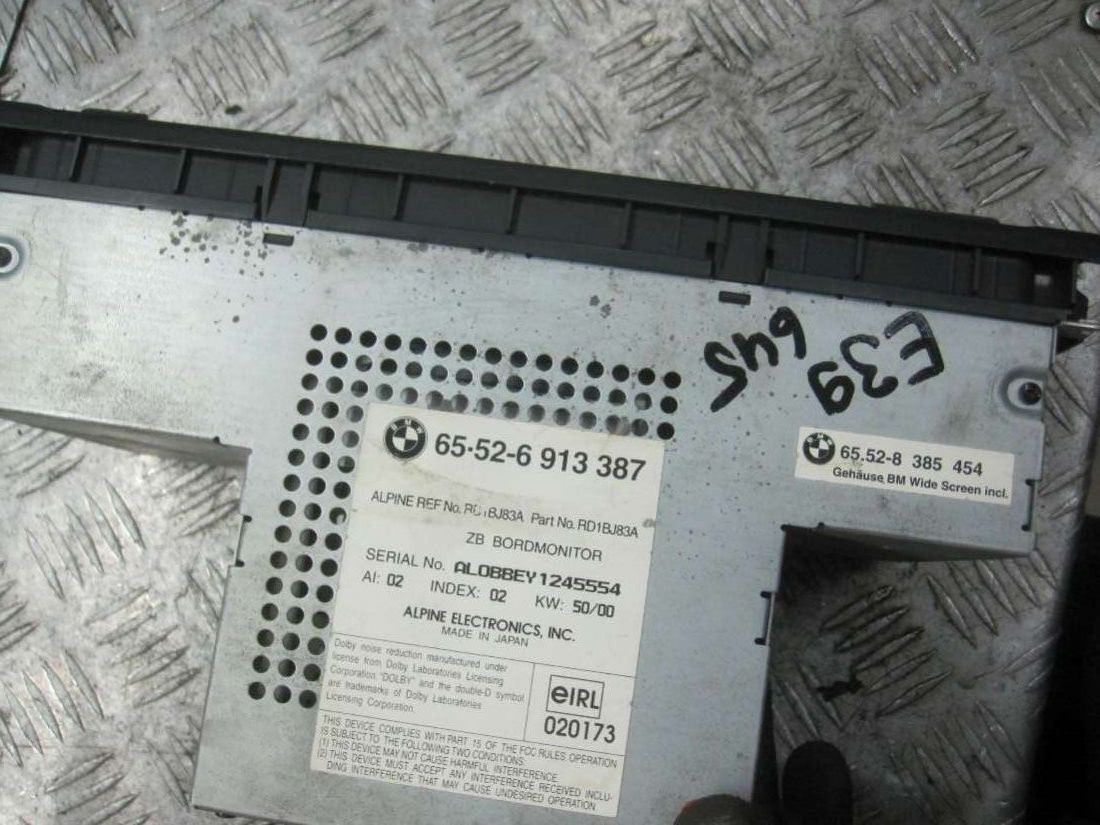 E39
645
BMW
65.52-8 385 454
Gehäuse BM Wide Screen incl.
BMW
65·52-6 913 387
ALPINE REF No. RD1BJ83A Part No. RD1BJ83A
ZB BORDMONITOR
SERIAL No. AL0BBEY1245554
AI: 02 INDEX: 02 KW: 50/00
ALPINE ELECTRONICS, INC.
MADE IN JAPAN
Dolby noise reduction manufactured under
license from Dolby Laboratories Licensing
Corporation "DOLBY" and the double-D symbol
are trademarks of Dolby Laboratories
Licensing Corporation.
eIRL
020173
THIS DEVICE COMPLIES WITH PART 15 OF THE FCC RULES OPERATION
IS SUBJECT TO THE FOLLOWING TWO CONDITIONS:
(1) THIS DEVICE MAY NOT CAUSE HARMFUL INTERFERENCE.
(2) THIS DEVICE MUST ACCEPT ANY INTERFERENCE RECEIVED INCLU-
DING INTERFERENCE THAT MAY CAUSE UNDESIRED OPERATION